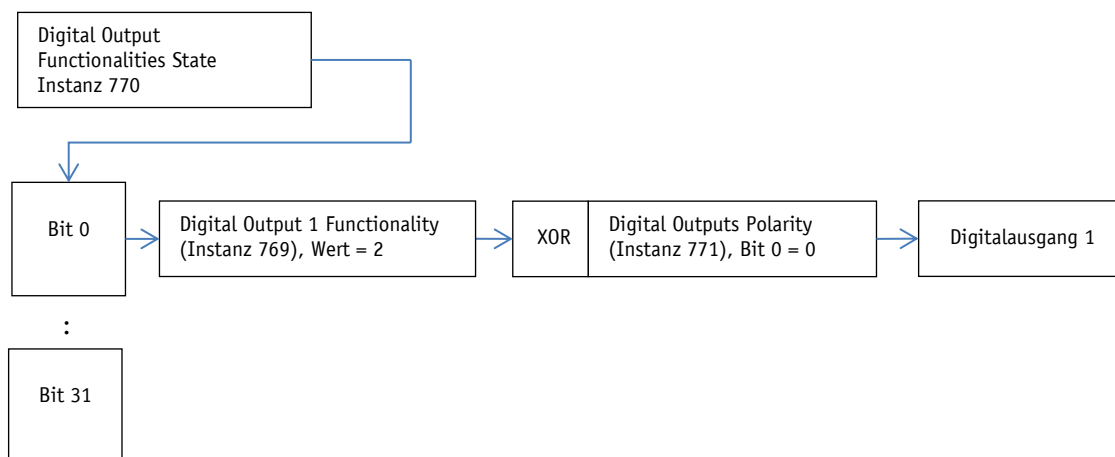 Digital Output
Functionalities State
Instanz 770
Bit 0
Digital Output 1 Functionality
(Instanz 769), Wert = 2
XOR
Digital Outputs Polarity
(Instanz 771), Bit 0 = 0
Digitalausgang 1
:
Bit 31